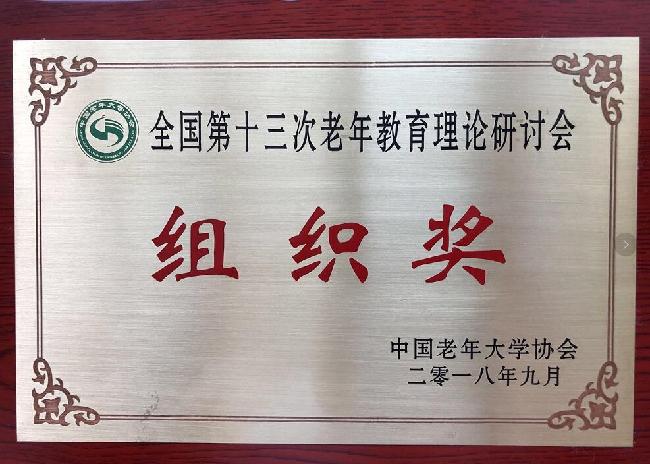 全国第十三次老年教育理论研讨会
组织奖
中国老年大学协会
二零一八年九月